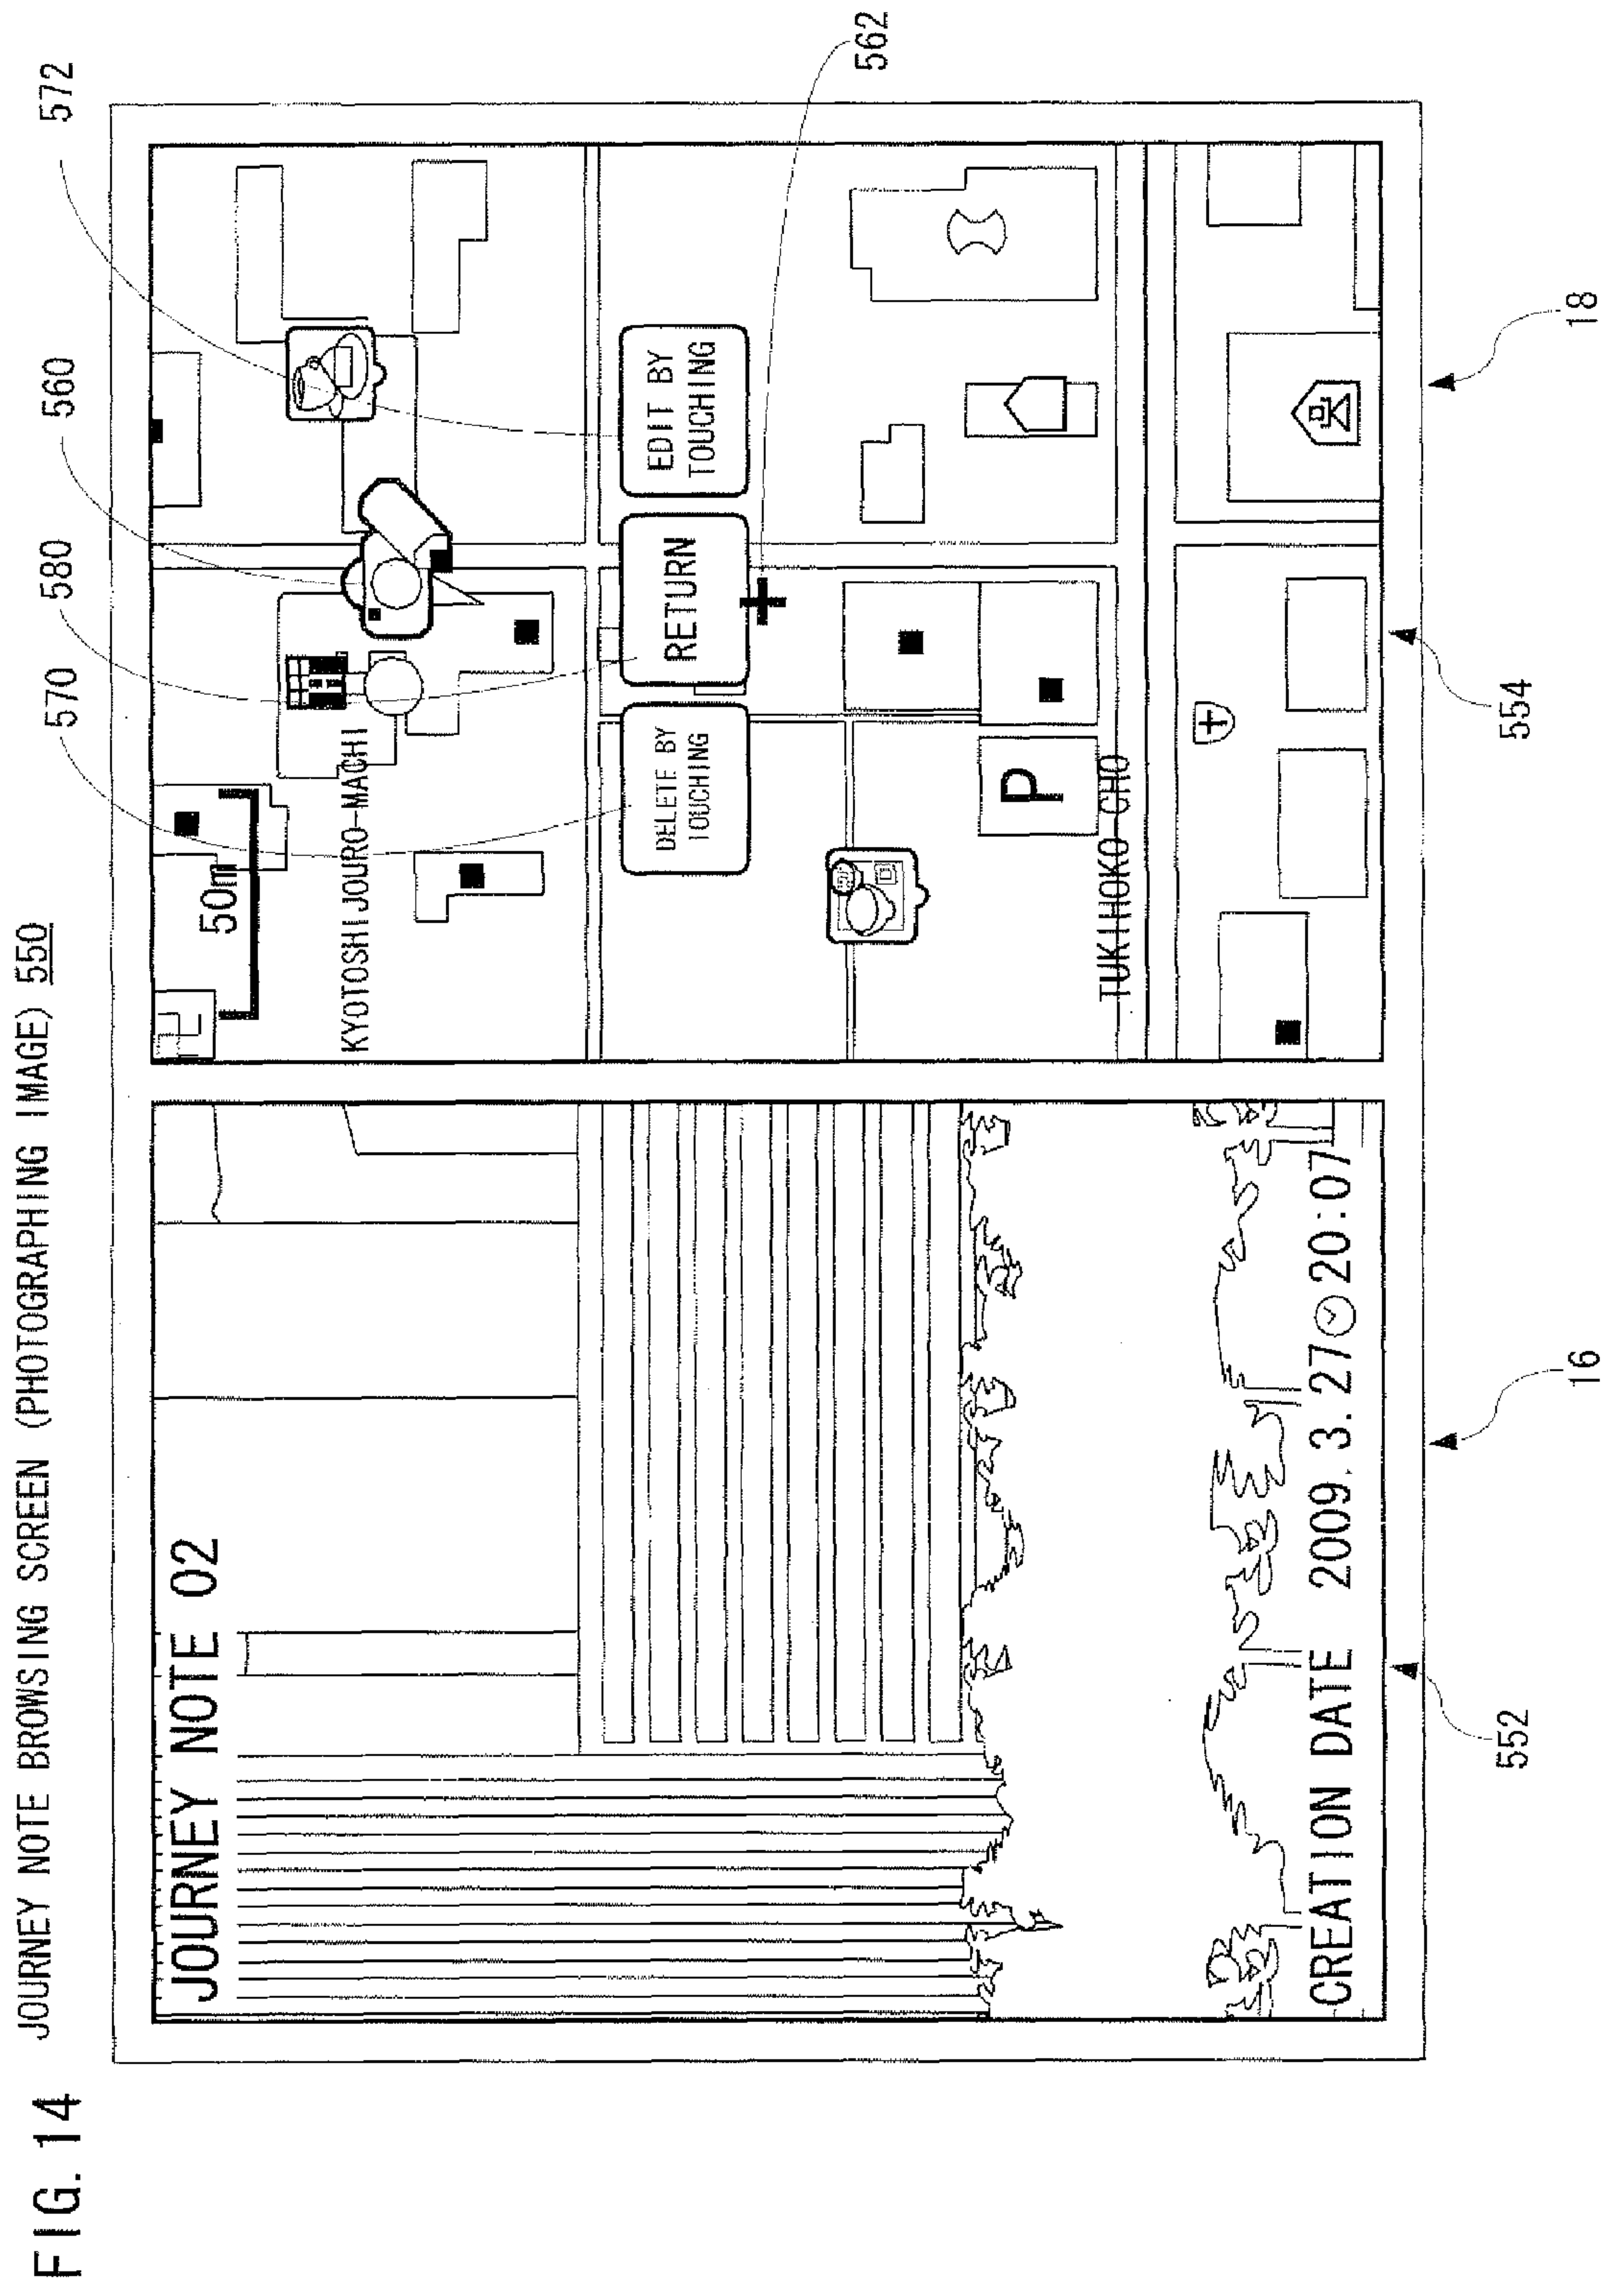 FIG. 14
JOURNEY NOTE BROWSING SCREEN (PHOTOGRAPHING IMAGE) 550
570
580
560
572
JOURNEY NOTE 02
50m
KYOTOSHIJOURO-MACHI
DELETE BY
TOUCHING
RETURN
EDIT BY
TOUCHING
562
P
TUKIHOKO-CHO
CREATION DATE 2009. 3. 27 20:07
552
554
16
18